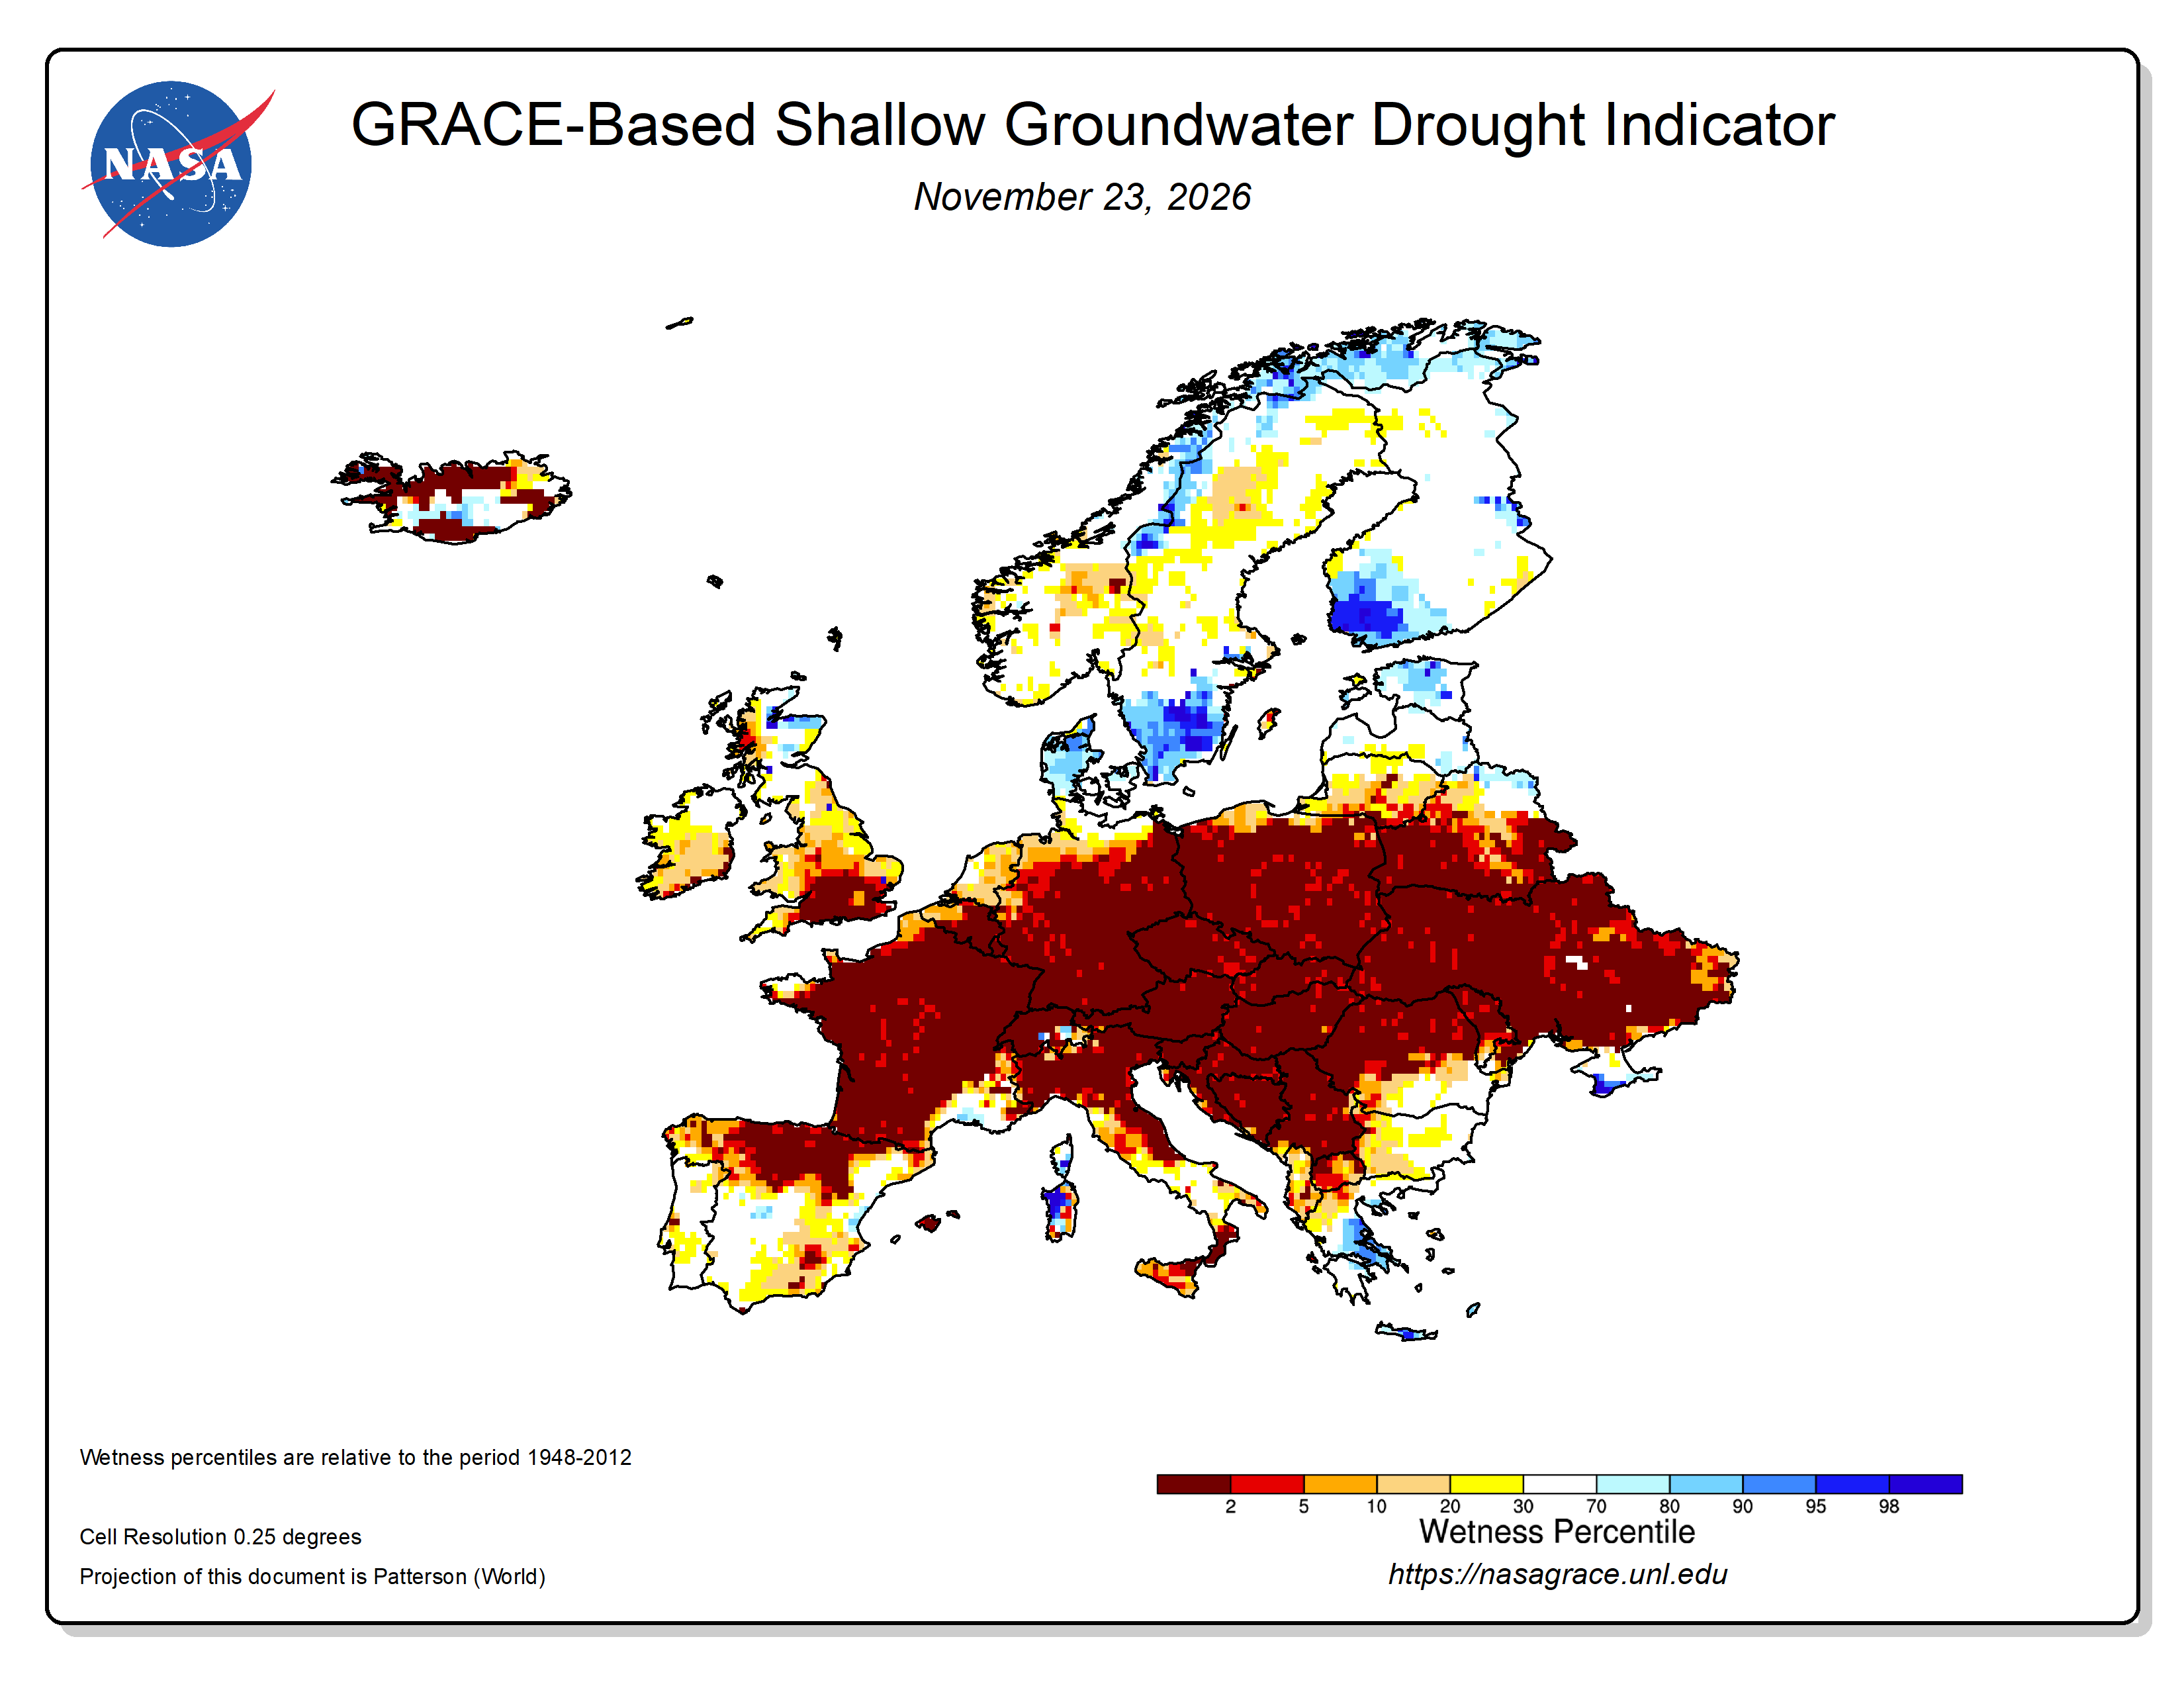 NASA
GRACE-Based Shallow Groundwater Drought Indicator
November 23, 2026
Wetness percentiles are relative to the period 1948-2012
Cell Resolution 0.25 degrees
Projection of this document is Patterson (World)
2 5 10 20 30 70 80 90 95 98
Wetness Percentile
https://nasagrace.unl.edu